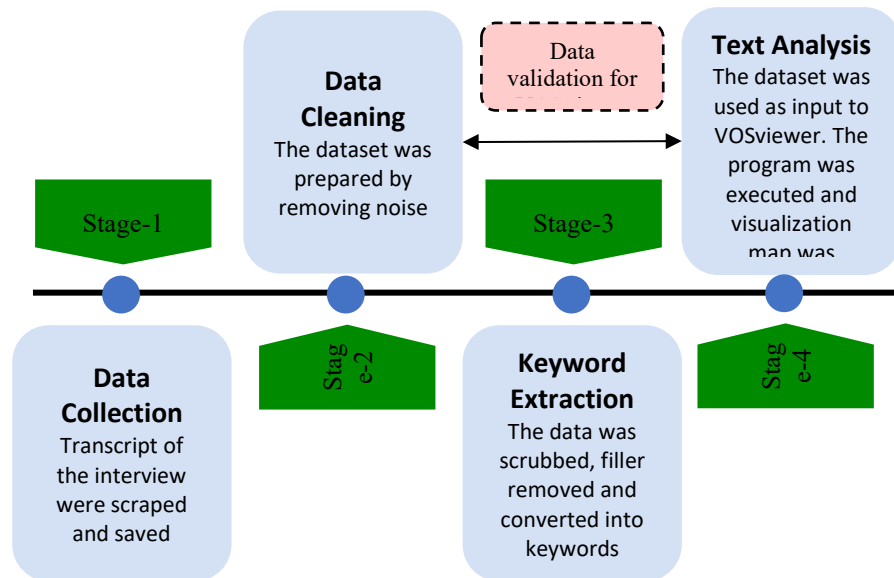 Stage-1
Data
Collection
Transcript of
the interview
were scraped
and saved
Data
Cleaning
The dataset was
prepared by
removing noise
Stag
e-2
Data
validation for
Stage-3
Keyword
Extraction
The data was
scrubbed, filler
removed and
converted into
keywords
Text Analysis
The dataset was
used as input to
VOSviewer. The
program was
executed and
visualization
map was
Stag
e-4